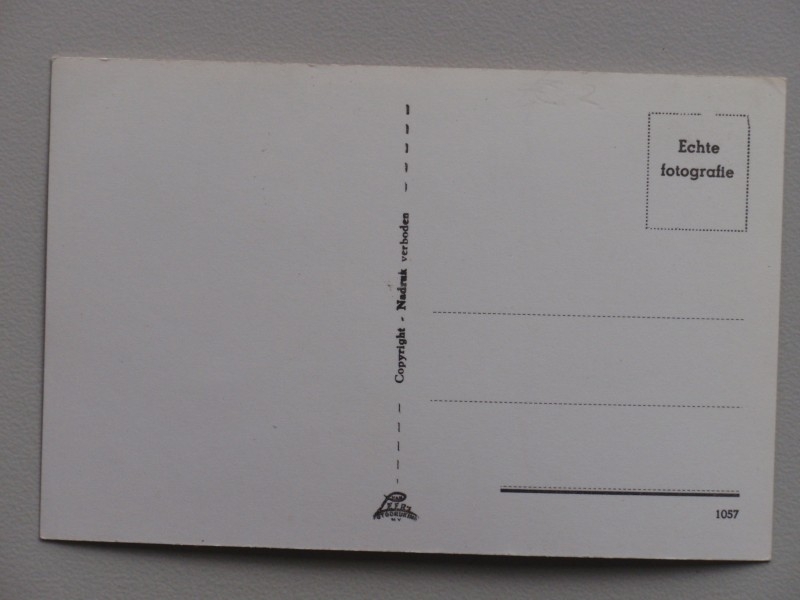 Echte
fotografie
Copyright - Nadruk verboden
1057